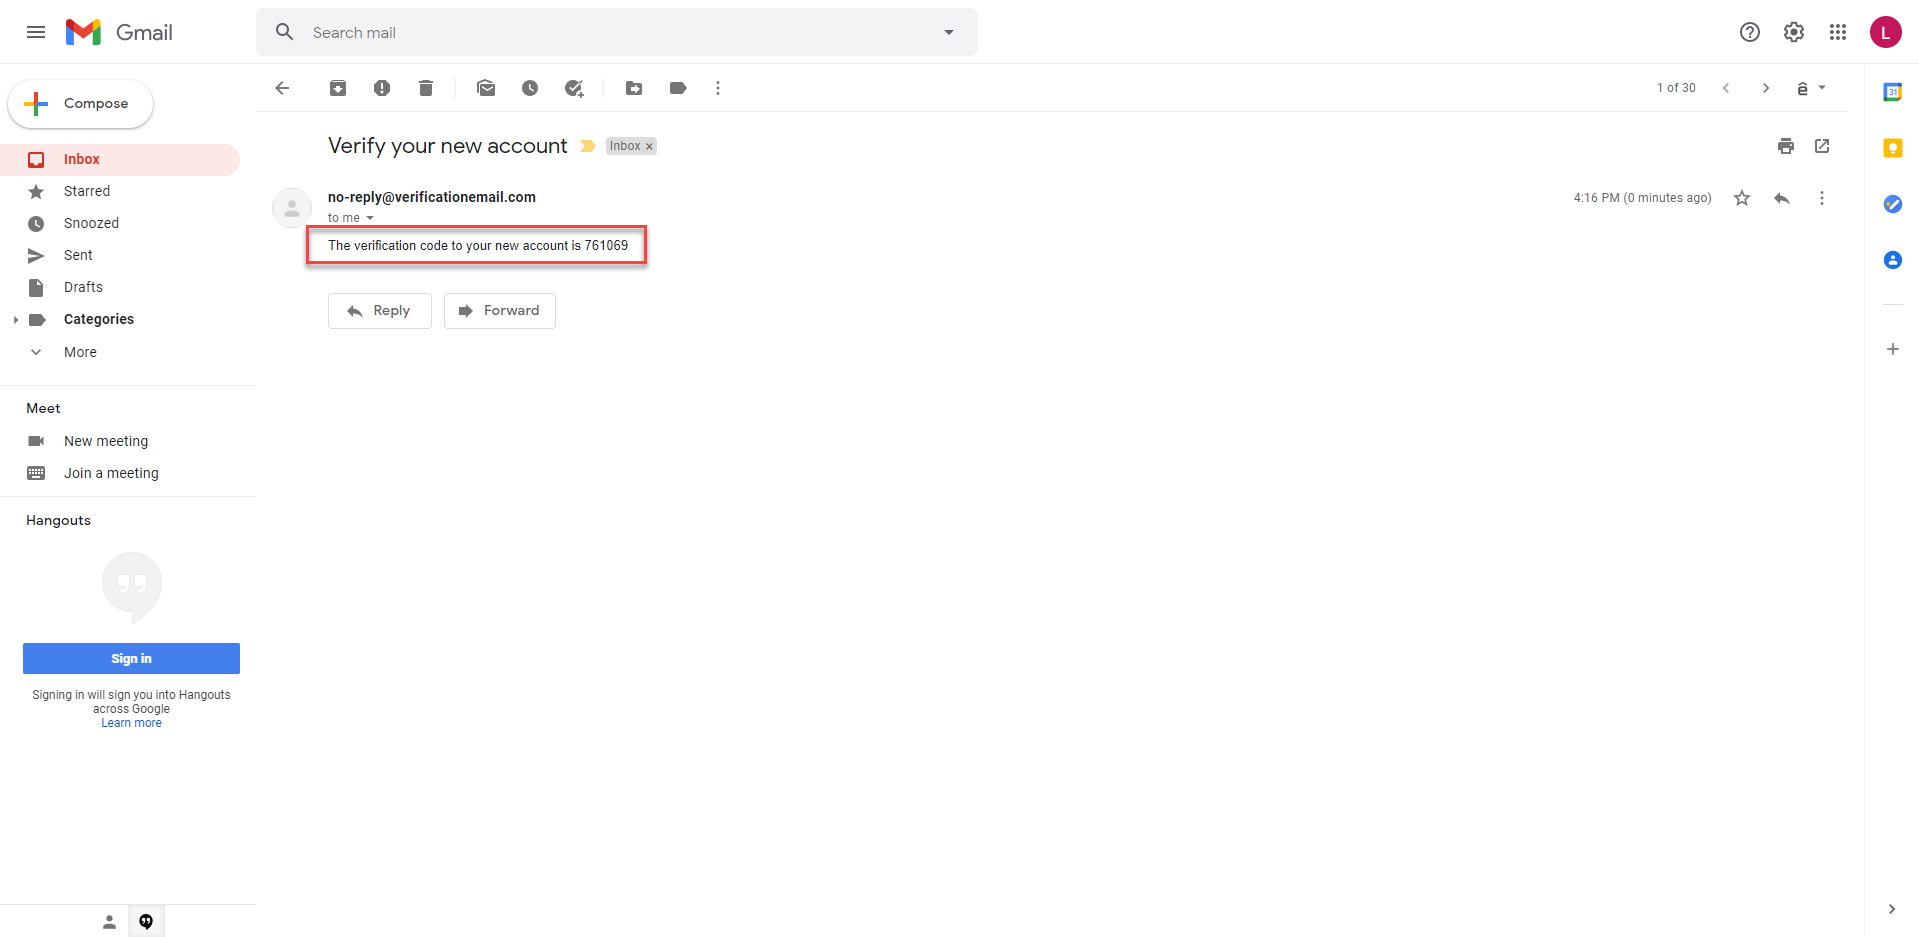 Gmail
Search mail
L
Compose
1 of 30
31
Verify your new account
Inbox ×
Inbox
Starred
Snoozed
Sent
Drafts
Categories
More
no-reply@verificationemail.com
4:16 PM (0 minutes ago)
to me
The verification code to your new account is 761069
Reply
Forward
Meet
New meeting
Join a meeting
Hangouts
Sign in
Signing in will sign you into Hangouts
across Google
Learn more